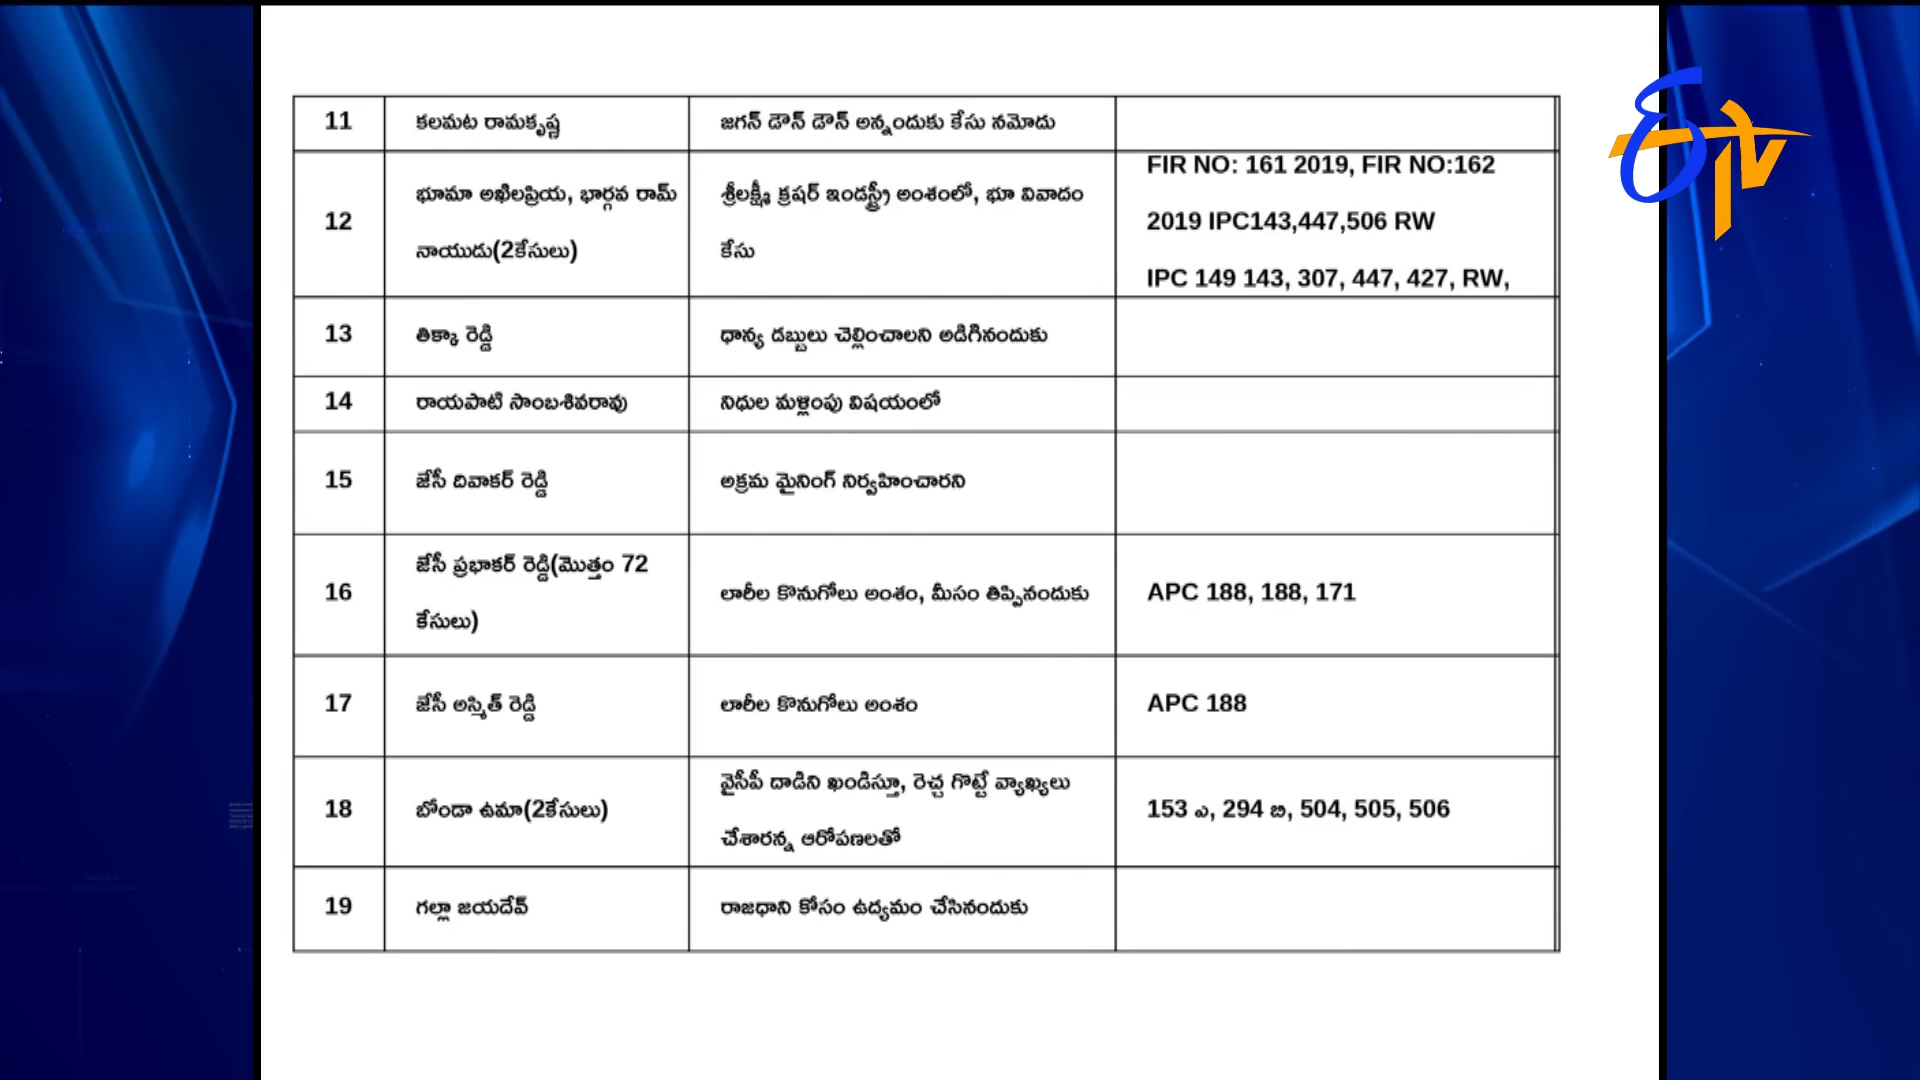 11 కలమట రామకృష్ణ జగన్ డౌన్ డౌన్ అన్నందుకు కేసు నమోదు
12 భూమా అఖిలప్రియ, భార్గవ రామ్ నాయుడు(2కేసులు) శ్రీలక్ష్మీ క్రషర్ ఇండస్ట్రీ అంశంలో, భూ వివాదం కేసు FIR NO: 161 2019, FIR NO:162
2019 IPC143,447,506 RW
IPC 149 143, 307, 447, 427, RW,
13 తిక్కా రెడ్డి ధాన్య డబ్బులు చెల్లించాలని అడిగినందుకు
14 రాయపాటి సాంబశివరావు నిధుల మళ్లింపు విషయంలో
15 జేసీ దివాకర్ రెడ్డి అక్రమ మైనింగ్ నిర్వహించారని
16 జేసీ ప్రభాకర్ రెడ్డి(మొత్తం 72 కేసులు) లారీల కొనుగోలు అంశం, మీసం తిప్పినందుకు APC 188, 188, 171
17 జేసీ అస్మిత్ రెడ్డి లారీల కొనుగోలు అంశం APC 188
18 బోండా ఉమా(2కేసులు) వైసీపీ దాడిని ఖండిస్తూ, రెచ్చ గొట్టే వ్యాఖ్యలు చేశారన్న ఆరోపణలతో 153 ఎ, 294 బి, 504, 505, 506
19 గల్లా జయదేవ్ రాజధాని కోసం ఉద్యమం చేసినందుకు